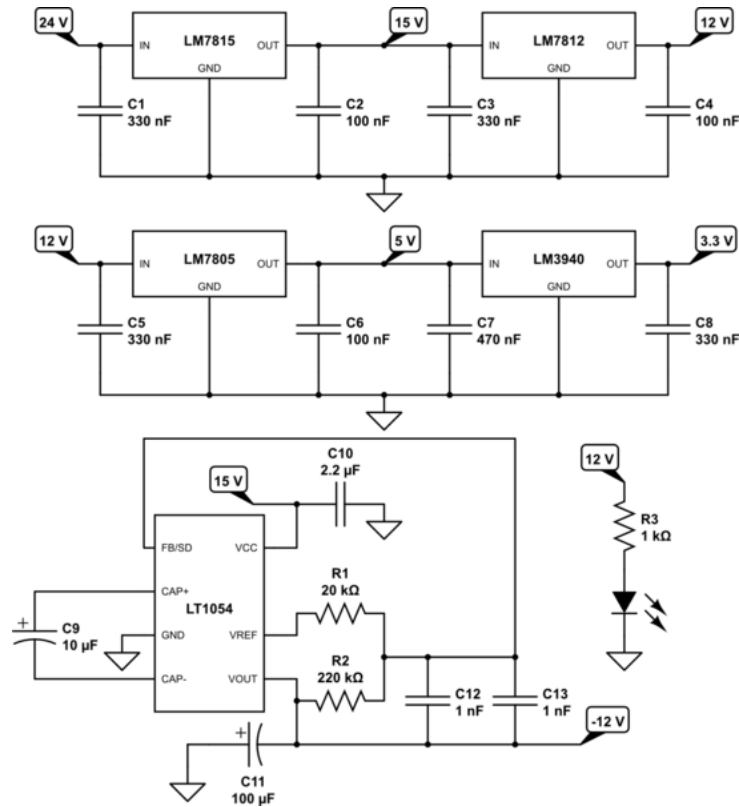 24 V
LM7815
15 V
LM7812
12 V
IN
OUT
IN
OUT
GND
GND
C1
330 nF
C2
100 nF
C3
330 nF
C4
100 nF
12 V
LM7805
5 V
LM3940
3.3 V
IN
OUT
IN
OUT
GND
GND
C5
330 nF
C6
100 nF
C7
470 nF
C8
330 nF
C10
2.2 µF
15 V
12 V
R3
1 kΩ
FB/SD
VCC
CAP+
LT1054
R1
20 kΩ
+
C9
10 µF
GND
VREF
R2
220 kΩ
CAP-
VOUT
C12
1 nF
C13
1 nF
-12 V
+
C11
100 µF